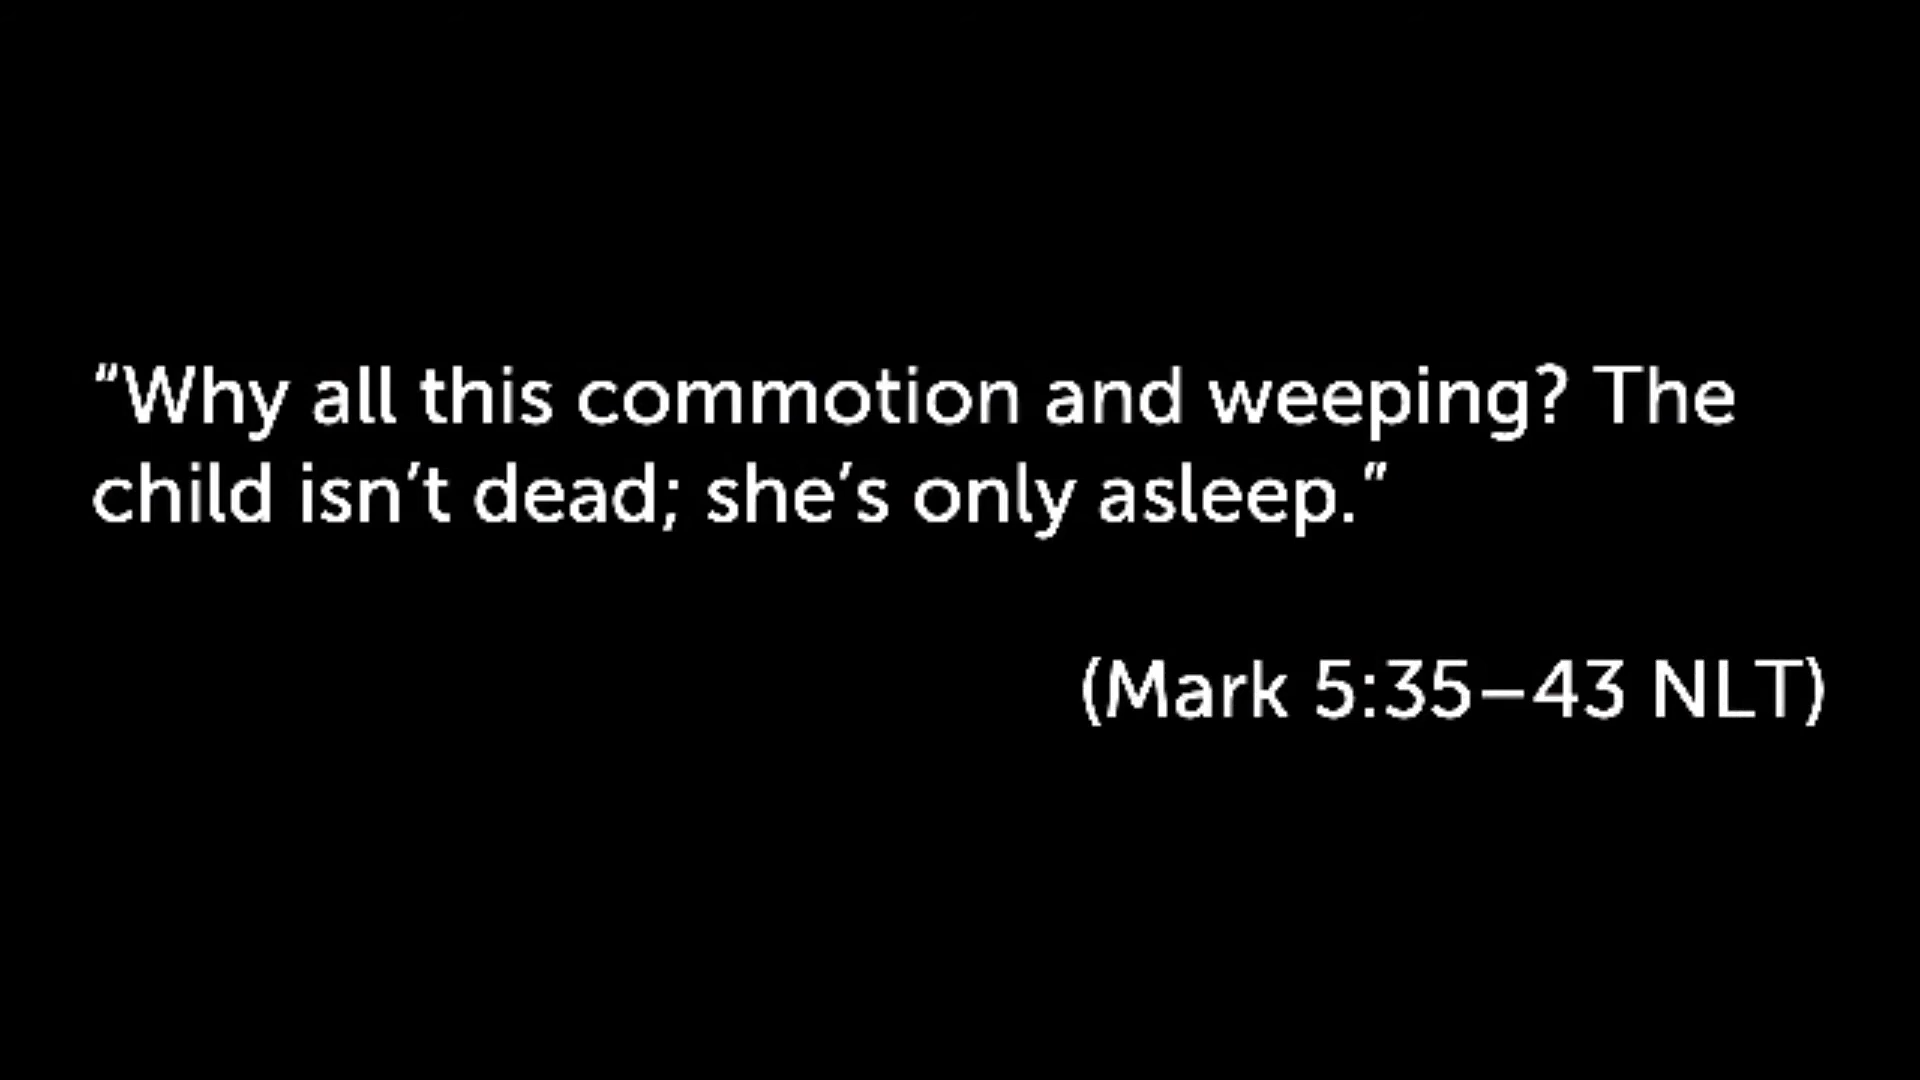 “Why all this commotion and weeping? The
child isn’t dead; she’s only asleep.”
(Mark 5:35–43 NLT)